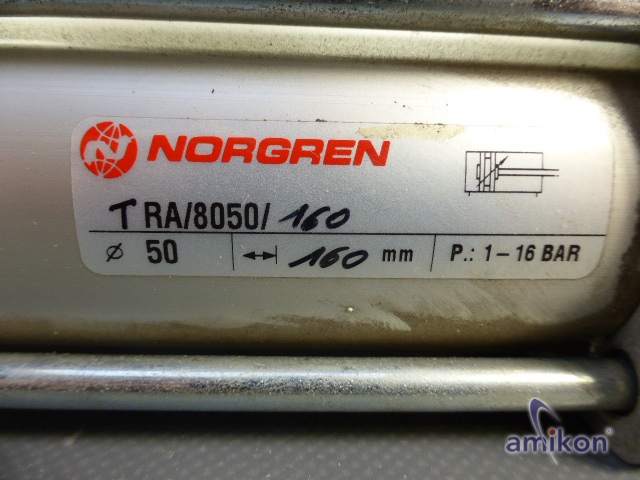 NORGREN
T RA/8050/160
ø 50 160 mm P.: 1–16 BAR
amikon®